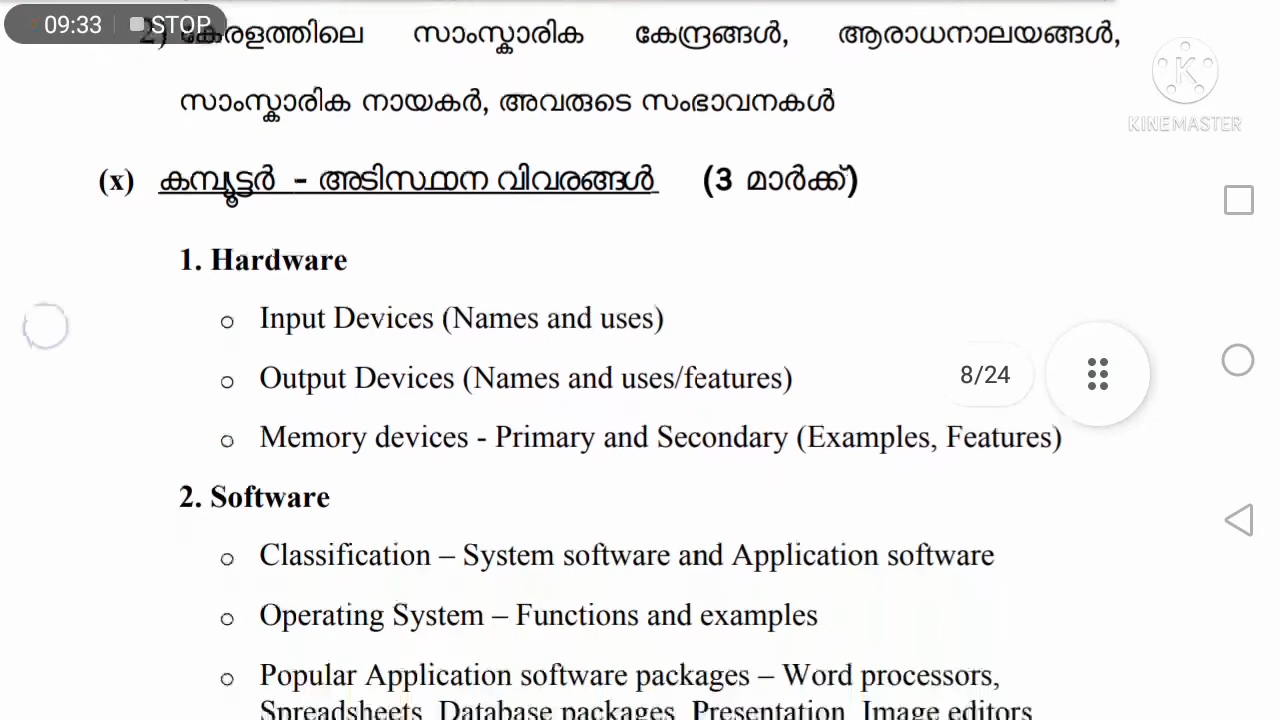 09:33 STOP
2) കേരളത്തിലെ സാംസ്കാരിക കേന്ദ്രങ്ങൾ, ആരാധനാലയങ്ങൾ,
സാംസ്കാരിക നായകർ, അവരുടെ സംഭാവനകൾ
KINEMASTER
(x) കമ്പ്യൂട്ടർ - അടിസ്ഥാന വിവരങ്ങൾ (3 മാർക്ക്)
1. Hardware
o Input Devices (Names and uses)
o Output Devices (Names and uses/features)
8/24
o Memory devices - Primary and Secondary (Examples, Features)
2. Software
o Classification – System software and Application software
o Operating System – Functions and examples
o Popular Application software packages – Word processors,
Spreadsheets, Database packages, Presentation, Image editors